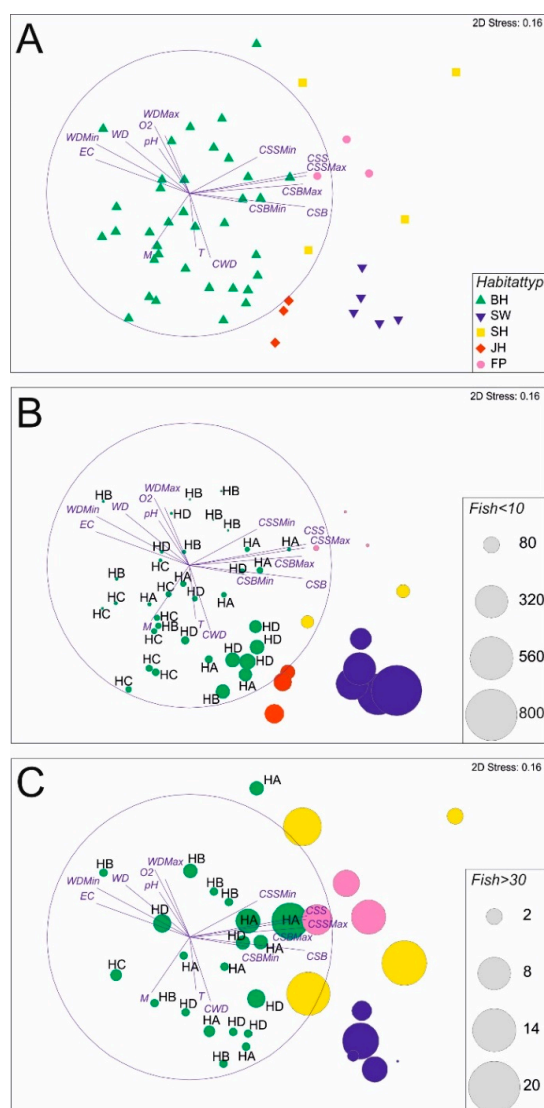 A
2D Stress: 0.16
WDMax
O2
WDMin
WD
pH
EC
CSSMin
CSS
CSSMax
CSBMax
CSBMin
CSB
M
T
CWD
Habitattyp
BH
SW
SH
JH
FP
B
2D Stress: 0.16
HB
HB
WDMax
O2
WDMin
WD
HD
HB
pH
EC
HB
CSSMin
CSS
CSSMax
HD
HB
HA
HA
HC
CSBMax
HB
HA
HD
HA
CSBMin
CSB
HC
HC
HD
HA
HC
HA
M
HC
HB
HC
T
HD
CWD
HD
HD
HC
HC
HA
HD
HD
HC
HA
HB
Fish<10
80
320
560
800
C
2D Stress: 0.16
HA
HB
WDMax
HB
O2
WDMin
WD
pH
HB
HB
EC
CSSMin
HD
HA
HA
CSS
CSSMax
HD
CSBMax
HA
CSBMin
CSB
HC
HA
HA
M
HB
T
HD
CWD
HD
HA
HD
HD
HB
HA
Fish>30
2
8
14
20